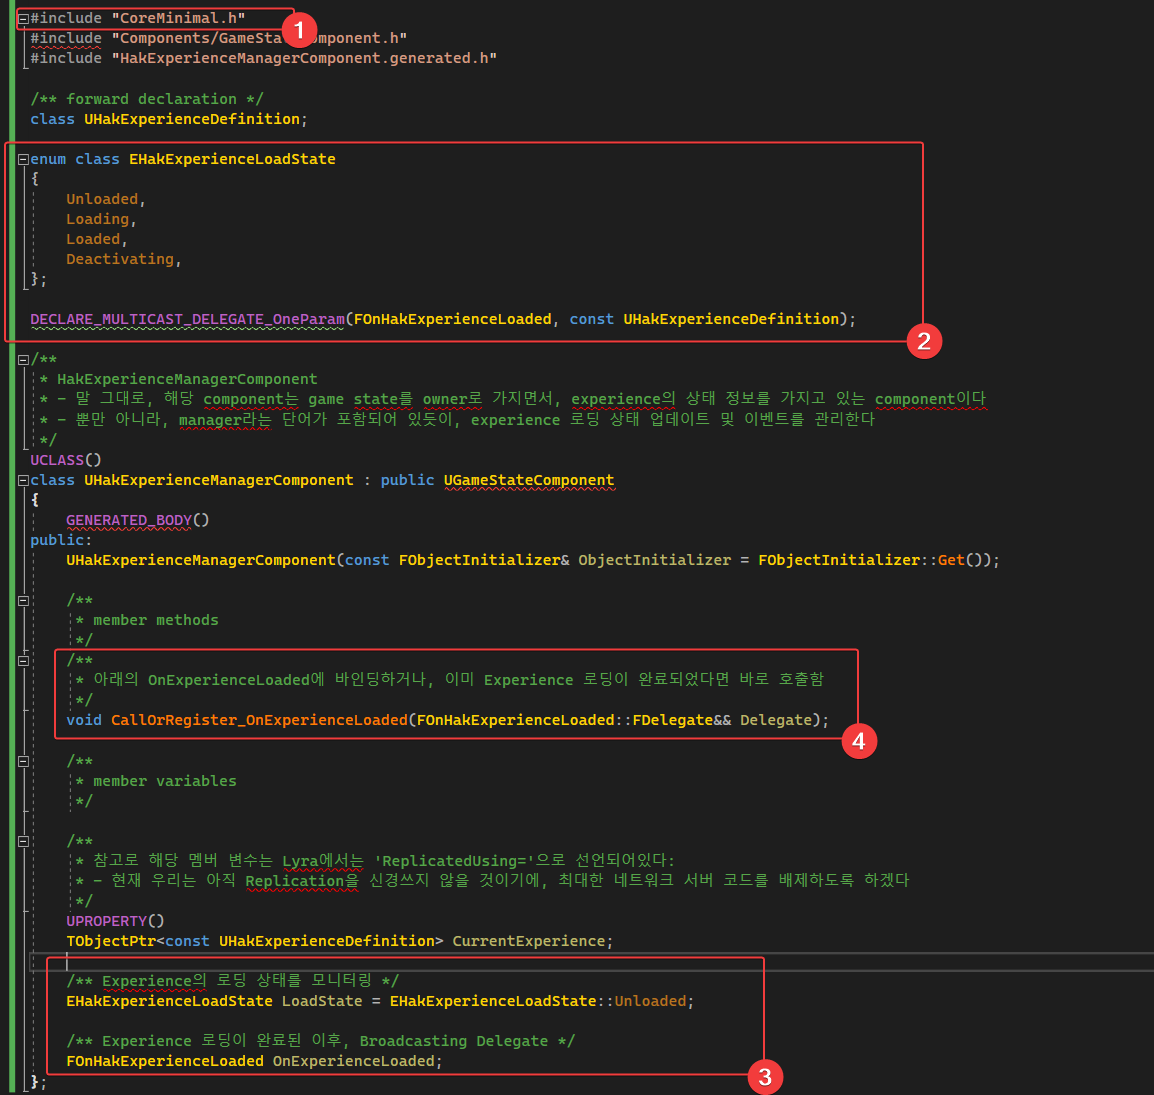 #include "CoreMinimal.h"
1
#include "Components/GameSta omponent.h"
#include "HakExperienceManagerComponent.generated.h"
/** forward declaration */
class UHakExperienceDefinition;
enum class EHakExperienceLoadState
{
Unloaded,
Loading,
Loaded,
Deactivating,
};
DECLARE_MULTICAST_DELEGATE_OneParam(FOnHakExperienceLoaded, const UHakExperienceDefinition);
2
/**
* HakExperienceManagerComponent
* - 말 그대로, 해당 component는 game state를 owner로 가지면서, experience의 상태 정보를 가지고 있는 component이다
* - 뿐만 아니라, manager라는 단어가 포함되어 있듯이, experience 로딩 상태 업데이트 및 이벤트를 관리한다
*/
UCLASS()
class UHakExperienceManagerComponent : public UGameStateComponent
{
GENERATED_BODY()
public:
UHakExperienceManagerComponent(const FObjectInitializer& ObjectInitializer = FObjectInitializer::Get());
/**
* member methods
*/
/**
* 아래의 OnExperienceLoaded에 바인딩하거나, 이미 Experience 로딩이 완료되었다면 바로 호출함
*/
void CallOrRegister_OnExperienceLoaded(FOnHakExperienceLoaded::FDelegate&& Delegate);
4
/**
* member variables
*/
/**
* 참고로 해당 멤버 변수는 Lyra에서는 'ReplicatedUsing='으로 선언되어있다:
* - 현재 우리는 아직 Replication을 신경쓰지 않을 것이기에, 최대한 네트워크 서버 코드를 배제하도록 하겠다
*/
UPROPERTY()
TObjectPtr<const UHakExperienceDefinition> CurrentExperience;
/** Experience의 로딩 상태를 모니터링 */
EHakExperienceLoadState LoadState = EHakExperienceLoadState::Unloaded;
/** Experience 로딩이 완료된 이후, Broadcasting Delegate */
FOnHakExperienceLoaded OnExperienceLoaded;
3
};